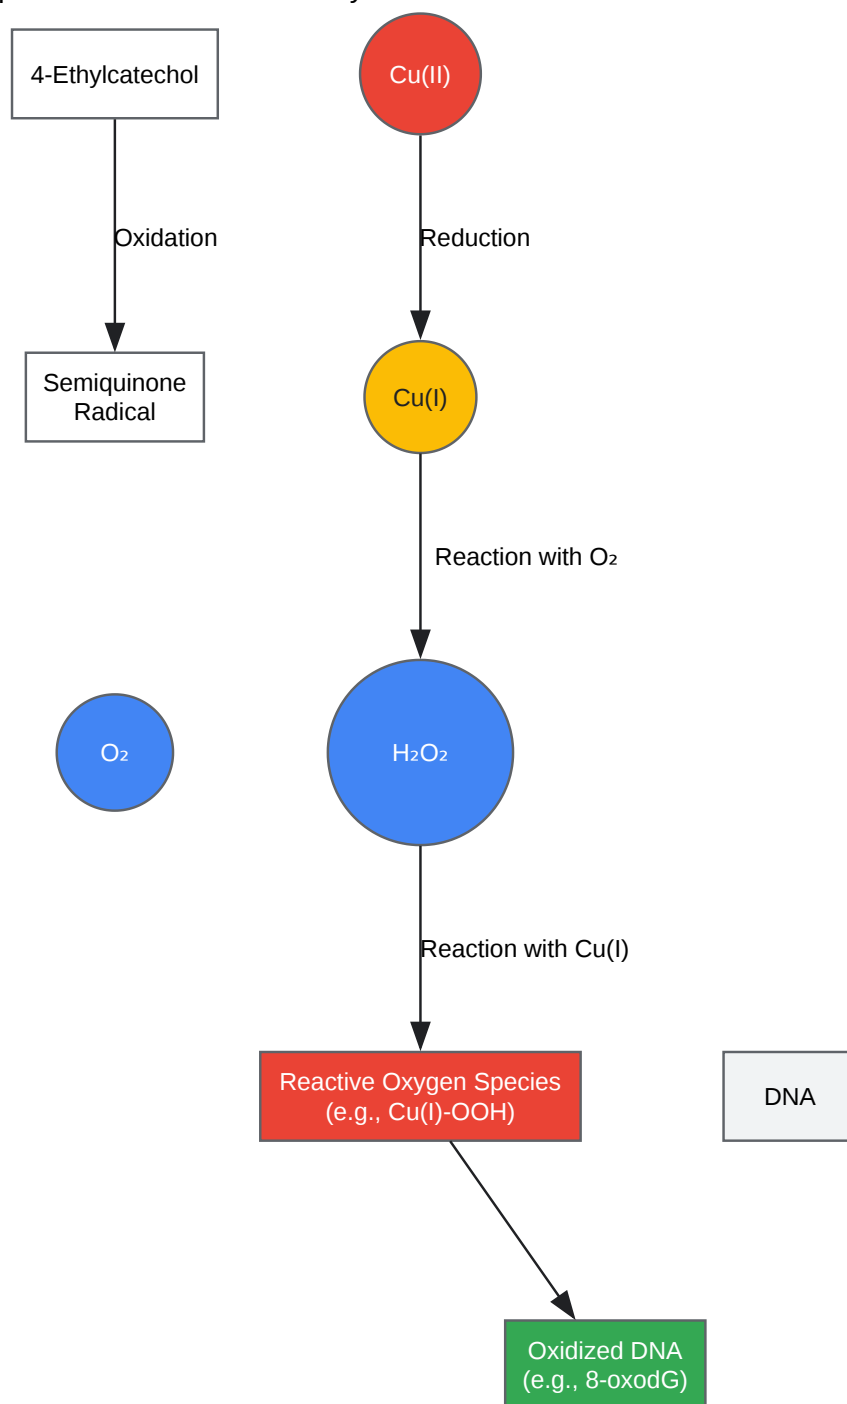 4-Ethylcatechol
Cu(II)
Oxidation
Reduction
Semiquinone
Radical
Cu(I)
Reaction with O₂
O₂
H₂O₂
Reaction with Cu(I)
Reactive Oxygen Species
(e.g., Cu(I)-OOH)
DNA
Oxidized DNA
(e.g., 8-oxodG)